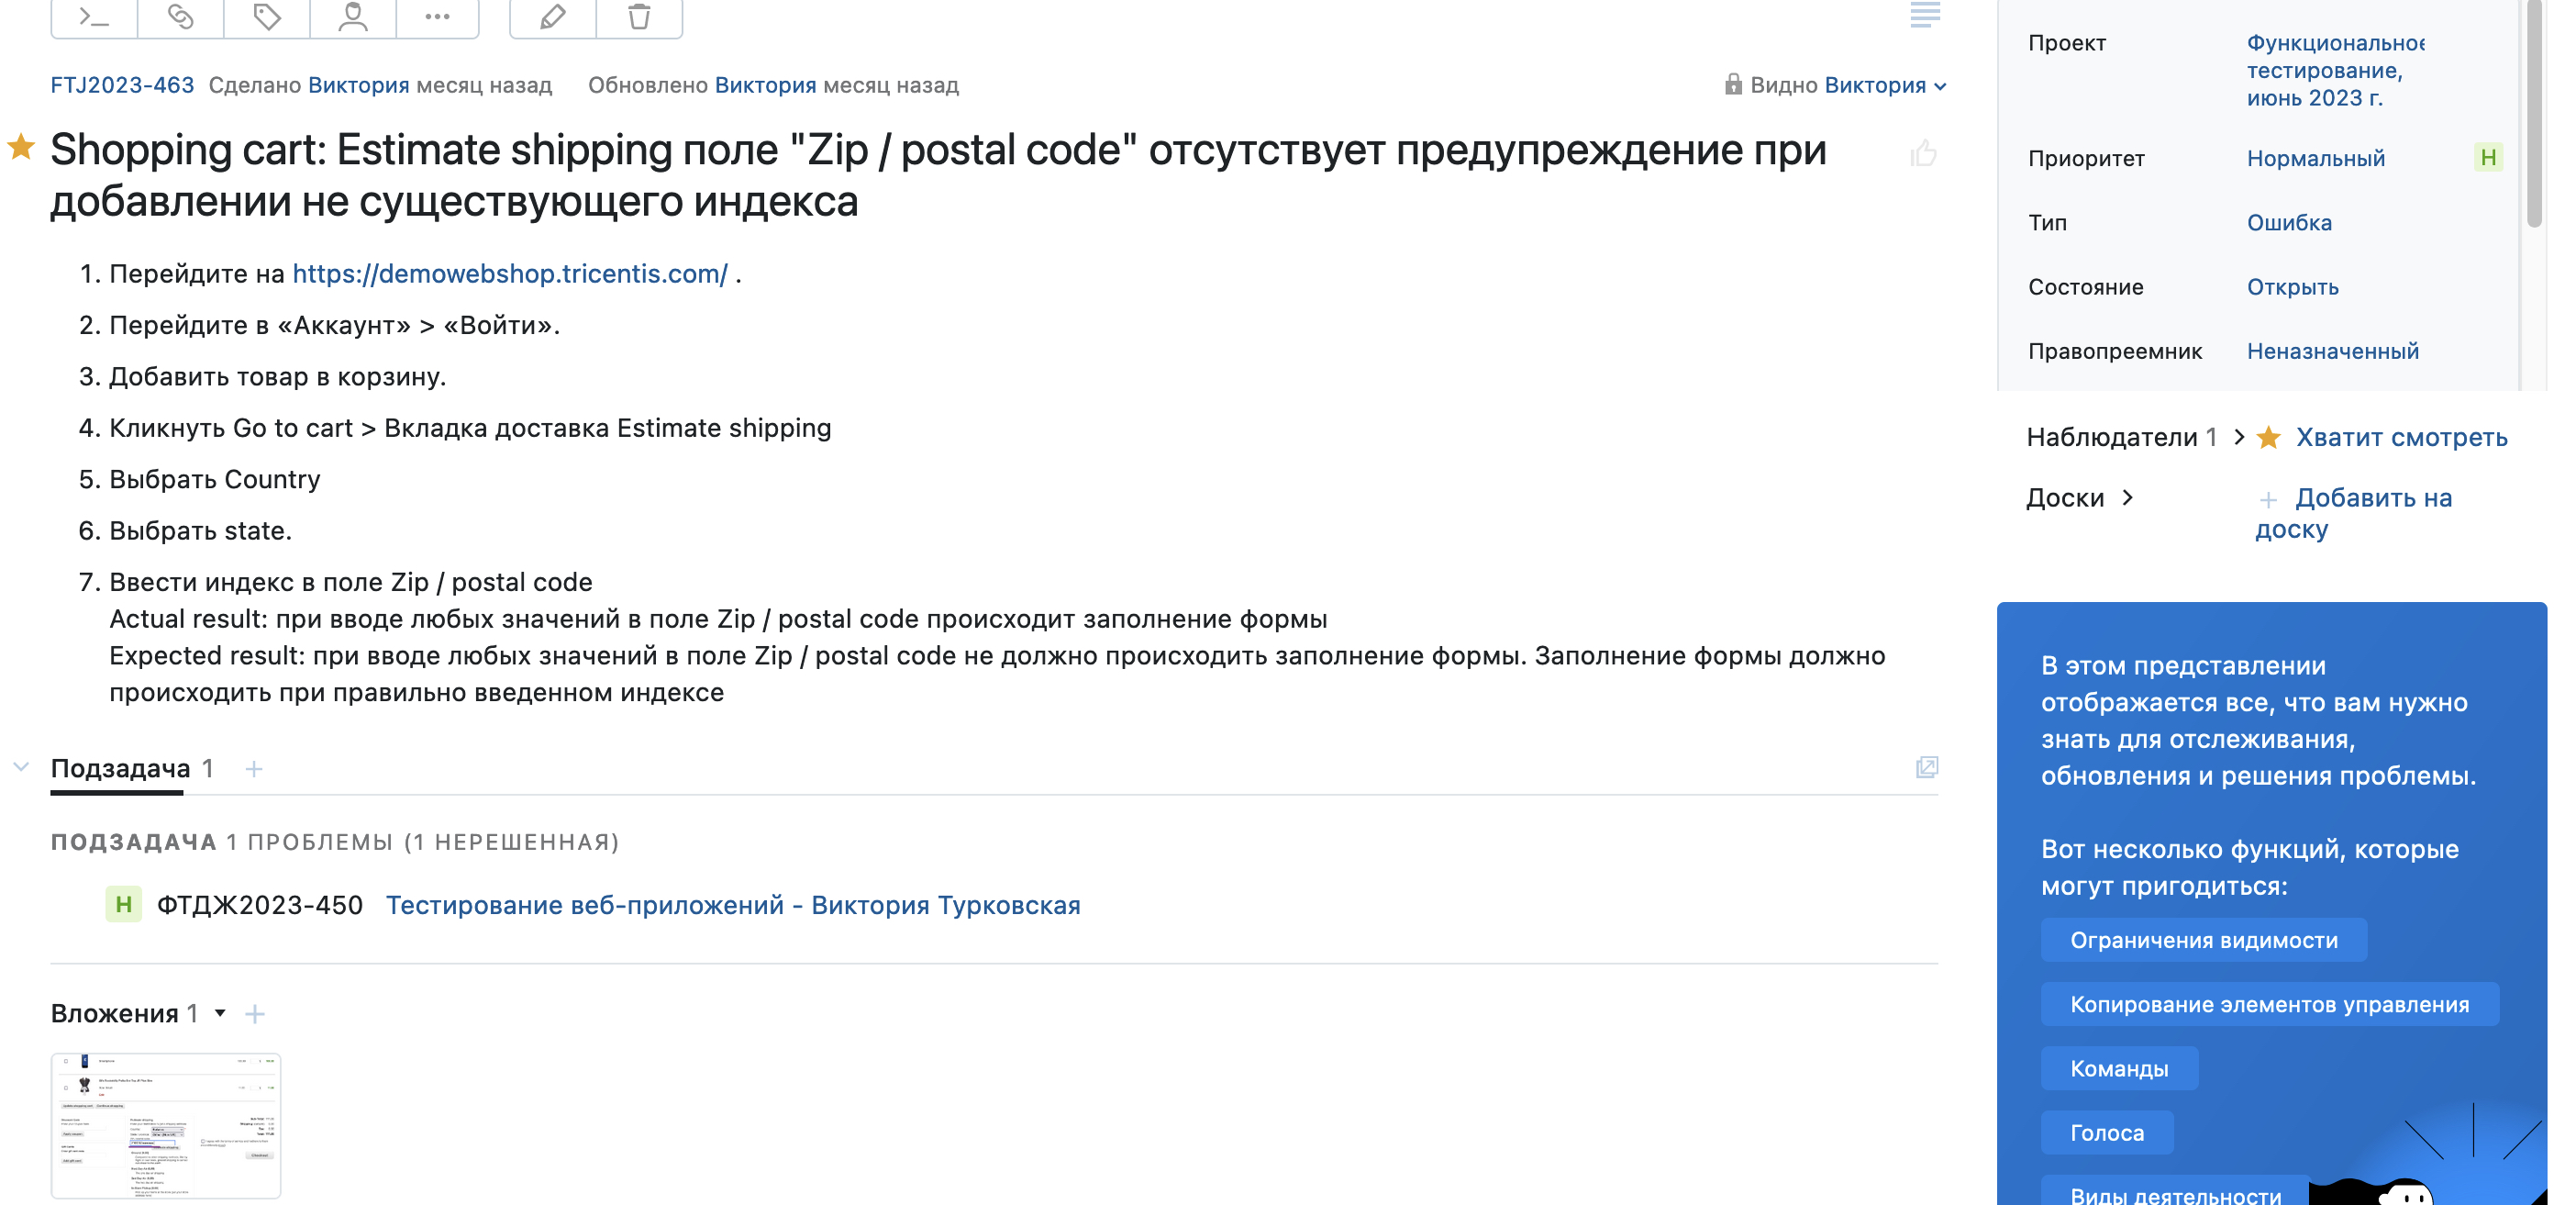 FTJ2023-463 Сделано Виктория месяц назад Обновлено Виктория месяц назад Видно Виктория
Shopping cart: Estimate shipping поле "Zip / postal code" отсутствует предупреждение при
добавлении не существующего индекса
1. Перейдите на https://demowebshop.tricentis.com/ .
2. Перейдите в «Аккаунт» > «Войти».
3. Добавить товар в корзину.
4. Кликнуть Go to cart > Вкладка доставка Estimate shipping
5. Выбрать Country
6. Выбрать state.
7. Ввести индекс в поле Zip / postal code
Actual result: при вводе любых значений в поле Zip / postal code происходит заполнение формы
Expected result: при вводе любых значений в поле Zip / postal code не должно происходить заполнение формы. Заполнение формы должно
происходить при правильно введенном индексе
Подзадача 1
ПОДЗАДАЧА 1 ПРОБЛЕМЫ (1 НЕРЕШЕННАЯ)
Н ФТДЖ2023-450 Тестирование веб-приложений - Виктория Турковская
Вложения 1
Проект Функциональное
тестирование,
июнь 2023 г.
Приоритет Нормальный Н
Тип Ошибка
Состояние Открыть
Правопреемник Неназначенный
Наблюдатели 1 Хватит смотреть
Доски Добавить на
доску
В этом представлении
отображается все, что вам нужно
знать для отслеживания,
обновления и решения проблемы.
Вот несколько функций, которые
могут пригодиться:
Ограничения видимости
Копирование элементов управления
Команды
Голоса
Виды деятельности